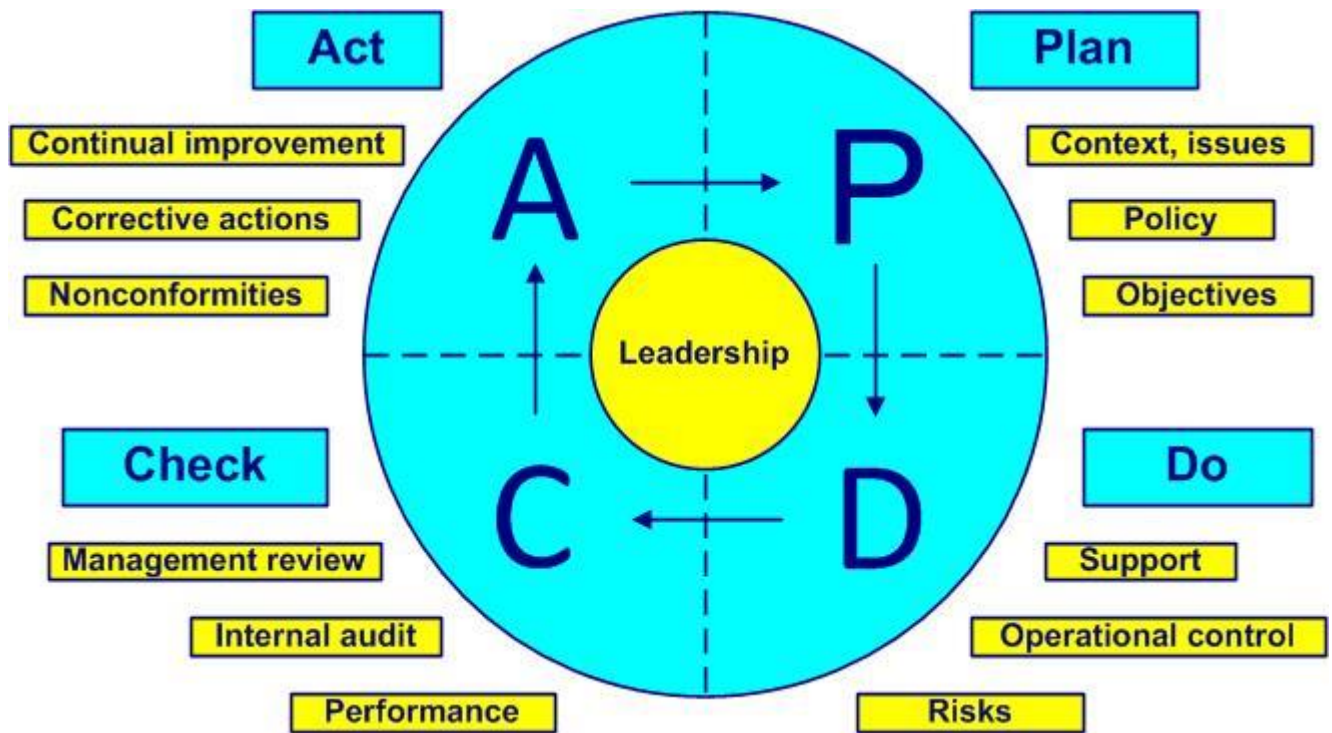 Act
Plan
Continual improvement
Corrective actions
Nonconformities
Context, issues
Policy
Objectives
A
P
Leadership
C
D
Check
Do
Management review
Internal audit
Performance
Support
Operational control
Risks